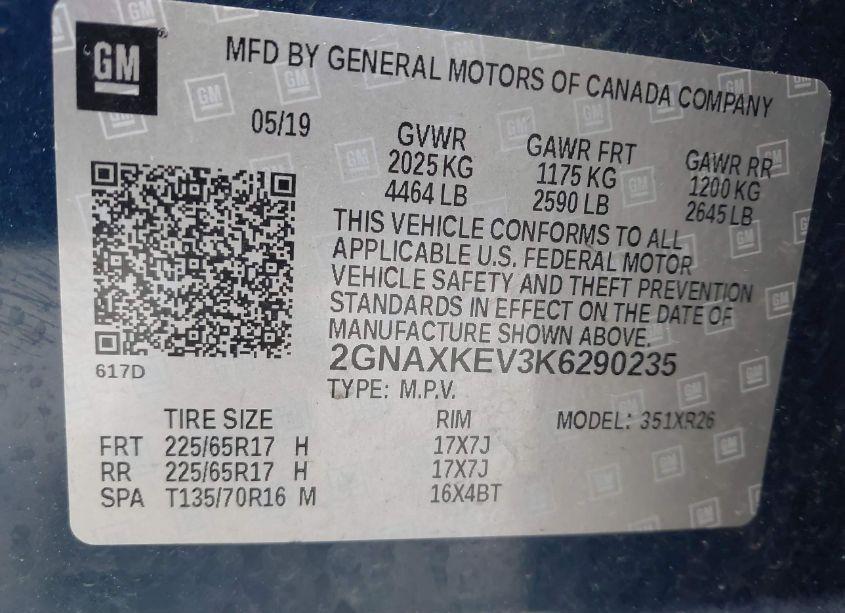 GM
MFD BY GENERAL MOTORS OF CANADA COMPANY
05/19
GVWR
2025 KG
4464 LB
GAWR FRT
1175 KG
2590 LB
GAWR RR
1200 KG
2645 LB
THIS VEHICLE CONFORMS TO ALL
APPLICABLE U.S. FEDERAL MOTOR
VEHICLE SAFETY AND THEFT PREVENTION
STANDARDS IN EFFECT ON THE DATE OF
MANUFACTURE SHOWN ABOVE.
2GNAXKEV3K6290235
TYPE: M.P.V.
617D
TIRE SIZE RIM MODEL: 351XR26
FRT 225/65R17 H 17X7J
RR 225/65R17 H 17X7J
SPA T135/70R16 M 16X4BT